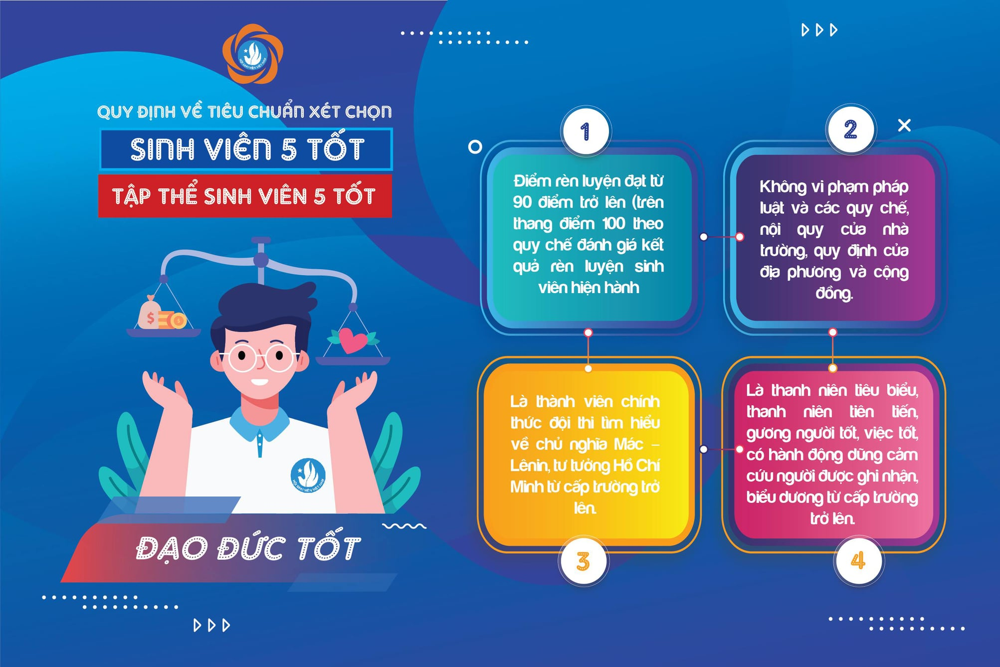 HỘI SINH VIÊN VIỆT NAM
QUY ĐỊNH VỀ TIÊU CHUẨN XÉT CHỌN
SINH VIÊN 5 TỐT
TẬP THỂ SINH VIÊN 5 TỐT
$
$
HỘI SINH VIÊN VIỆT NAM
ĐẠO ĐỨC TỐT
1
Điểm rèn luyện đạt từ
90 điểm trở lên (trên
thang điểm 100 theo
quy chế đánh giá kết
quả rèn luyện sinh
viên hiện hành
2
Không vi phạm pháp
luật và các quy chế,
nội quy của nhà
trường, quy định của
địa phương và cộng
đồng.
Là thành viên chính
thức đội thi tìm hiểu
về chủ nghĩa Mác –
Lênin, tư tưởng Hồ Chí
Minh từ cấp trường trở
lên.
3
Là thanh niên tiêu biểu,
thanh niên tiên tiến,
gương người tốt, việc tốt,
có hành động dũng cảm
cứu người được ghi nhận,
biểu dương từ cấp trường
trở lên.
4